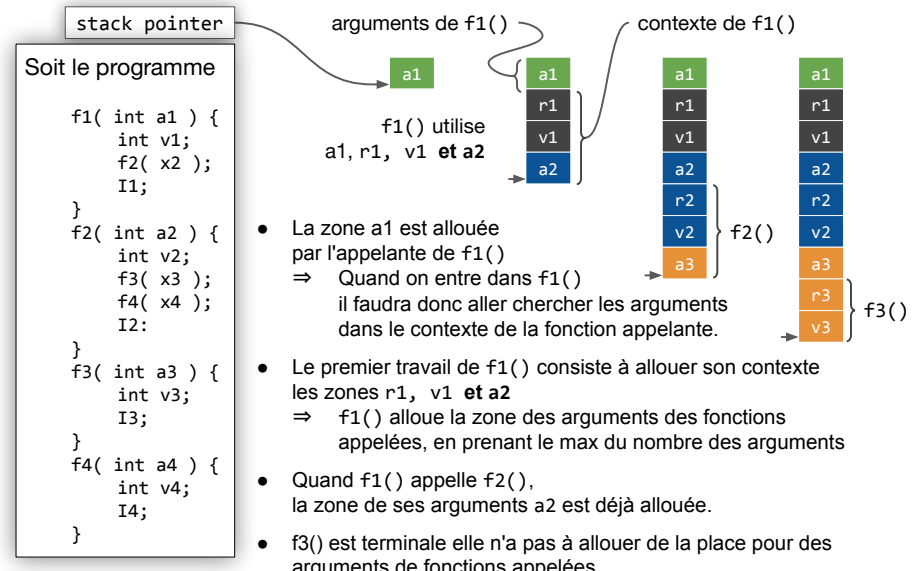 stack pointer
arguments de f1()
contexte de f1()
Soit le programme
f1( int a1 ) {
int v1;
f2( x2 );
I1;
}
f2( int a2 ) {
int v2;
f3( x3 );
f4( x4 );
I2:
}
f3( int a3 ) {
int v3;
I3;
}
f4( int a4 ) {
int v4;
I4;
}
a1
a1
r1
v1
a2
f1() utilise
a1, r1, v1 et a2
a1
r1
v1
a2
r2
v2
a3
f2()
a1
r1
v1
a2
r2
v2
a3
r3
v3
f3()
● La zone a1 est allouée
par l'appelante de f1()
⇒ Quand on entre dans f1()
il faudra donc aller chercher les arguments
dans le contexte de la fonction appelante.
● Le premier travail de f1() consiste à allouer son contexte
les zones r1, v1 et a2
⇒ f1() alloue la zone des arguments des fonctions
appelées, en prenant le max du nombre des arguments
● Quand f1() appelle f2(),
la zone de ses arguments a2 est déjà allouée.
● f3() est terminale elle n'a pas à allouer de la place pour des
arguments de fonctions appelées